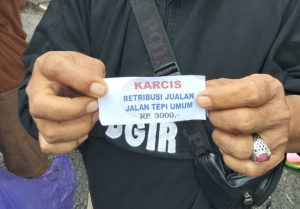 KARCIS
RETRIBUSI JUALAN
JALAN TEPI UMUM
RP. 3000,-